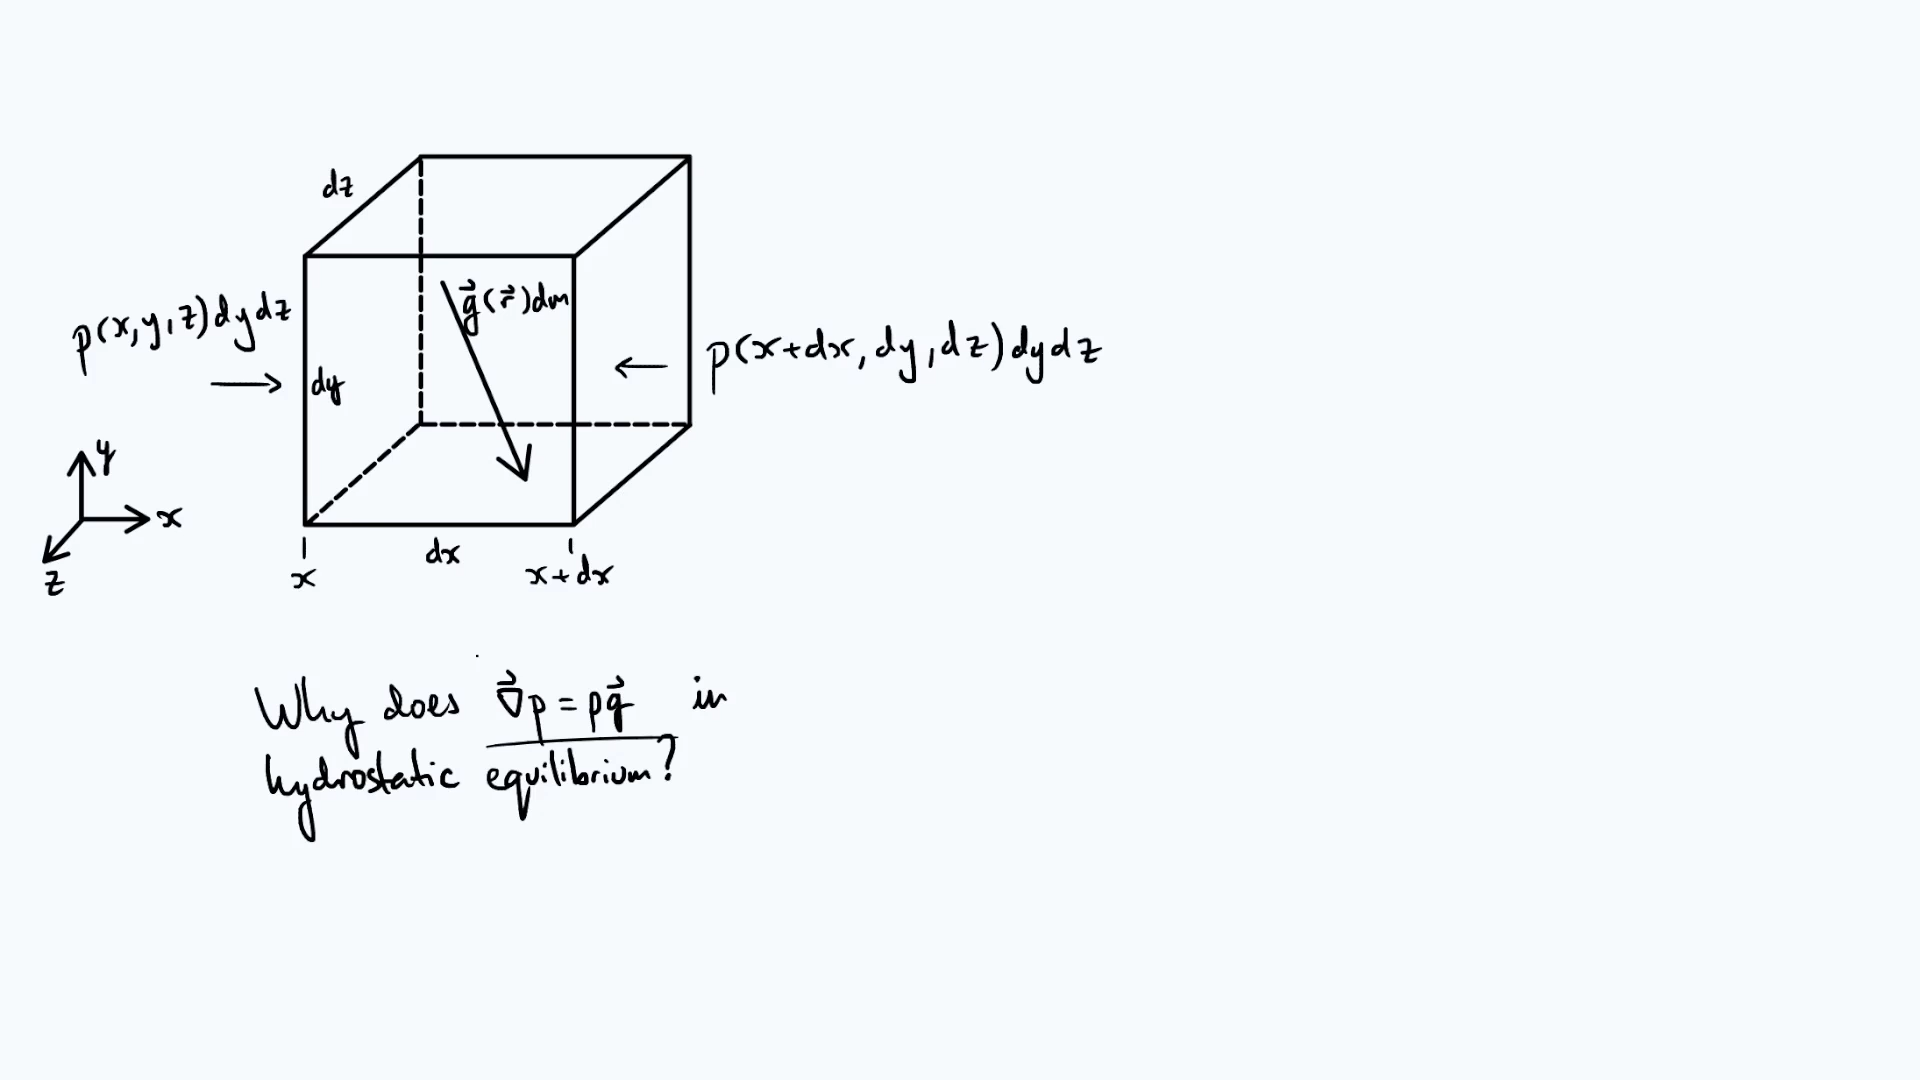 dz
p(x,y,z)dydz
g⃗(r⃗)dm
p(x+dx,dy,dz)dydz
dy
y
x
z
dx
x
x+dx
Why does ∇⃗p = ρg⃗ in
hydrostatic equilibrium?